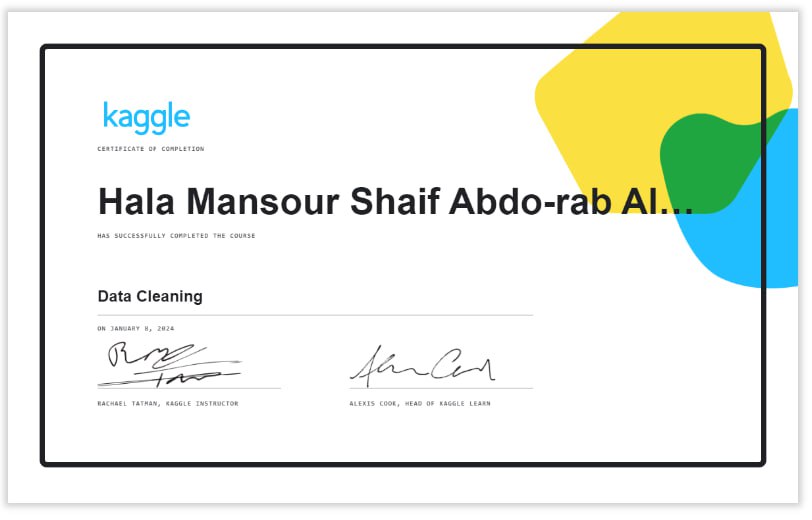 kaggle
CERTIFICATE OF COMPLETION
Hala Mansour Shaif Abdo-rab Al...
HAS SUCCESSFULLY COMPLETED THE COURSE
Data Cleaning
ON JANUARY 8, 2024
RACHAEL TATMAN, KAGGLE INSTRUCTOR
ALEXIS COOK, HEAD OF KAGGLE LEARN